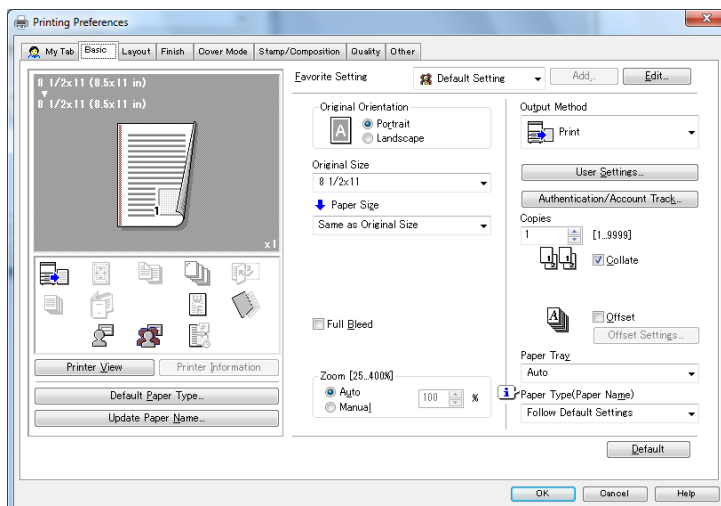 Printing Preferences
My Tab Basic Layout Finish Cover Mode Stamp/Composition Quality Other
8 1/2x11 (8.5x11 in)
8 1/2x11 (8.5x11 in)
1
x1
Printer View Printer Information
Default Paper Type...
Update Paper Name...
Favorite Setting Default Setting Add... Edit...
Original Orientation
A Portrait
Landscape
Original Size
8 1/2x11
Paper Size
Same as Original Size
Full Bleed
Zoom [25..400%]
Auto
Manual
100 %
Output Method
Print
User Settings...
Authentication/Account Track...
Copies
1 [1..9999]
Collate
Offset
Offset Settings...
Paper Tray
Auto
Paper Type(Paper Name)
Follow Default Settings
Default
OK Cancel Help